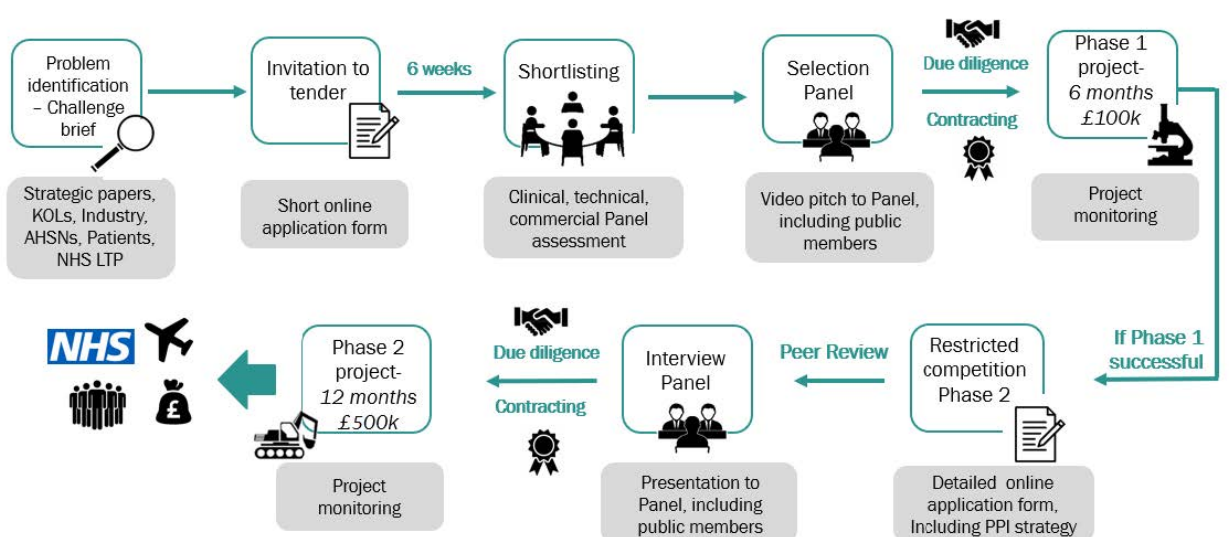 Problem
identification
– Challenge
brief
Strategic papers,
KOLs, Industry,
AHSNs, Patients,
NHS LTP
Invitation to
tender
Short online
application form
6 weeks
Shortlisting
Clinical, technical,
commercial Panel
assessment
Selection
Panel
Video pitch to Panel,
including public
members
Due diligence
Contracting
Phase 1
project-
6 months
£100k
Project
monitoring
If Phase 1
successful
Restricted
competition
Phase 2
Detailed online
application form,
Including PPI strategy
Peer Review
Interview
Panel
Presentation to
Panel, including
public members
Due diligence
Contracting
Phase 2
project-
12 months
£500k
Project
monitoring
NHS
£